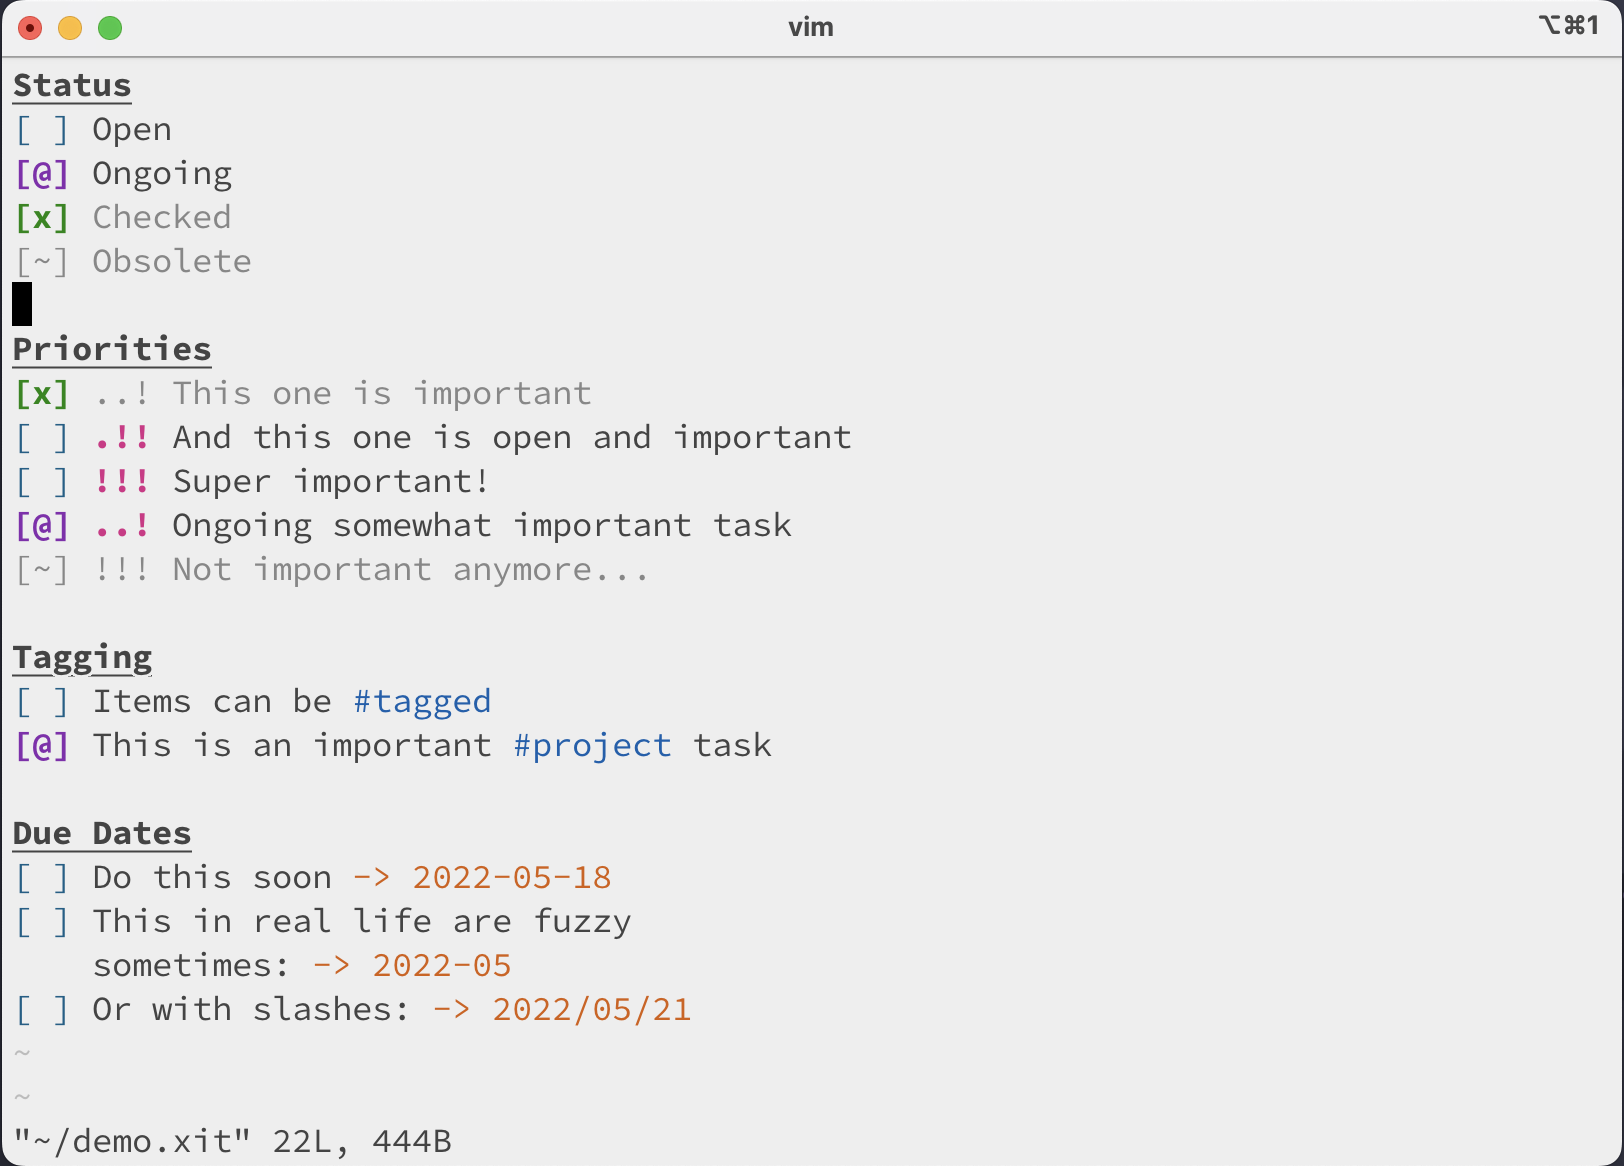 vim
⌥⌘1
Status
[ ] Open
[@] Ongoing
[x] Checked
[~] Obsolete
Priorities
[x] ..! This one is important
[ ] .!! And this one is open and important
[ ] !!! Super important!
[@] ..! Ongoing somewhat important task
[~] !!! Not important anymore...
Tagging
[ ] Items can be #tagged
[@] This is an important #project task
Due Dates
[ ] Do this soon -> 2022-05-18
[ ] This in real life are fuzzy
sometimes: -> 2022-05
[ ] Or with slashes: -> 2022/05/21
~
~
"~/demo.xit" 22L, 444B